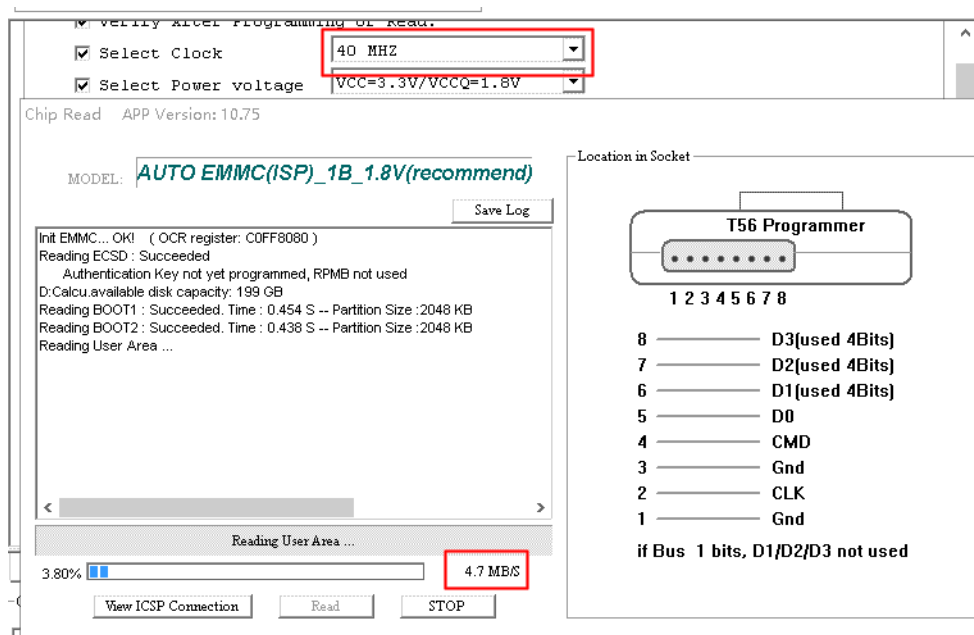 Verify After Programming or Read.
Select Clock 40 MHZ
Select Power voltage VCC=3.3V/VCCQ=1.8V
Chip Read APP Version: 10.75
MODEL: AUTO EMMC(ISP)_1B_1.8V(recommend)
Save Log
Init EMMC... OK! ( OCR register: C0FF8080 )
Reading ECSD : Succeeded
Authentication Key not yet programmed, RPMB not used
D:Calcu.available disk capacity: 199 GB
Reading BOOT1 : Succeeded. Time : 0.454 S -- Partition Size :2048 KB
Reading BOOT2 : Succeeded. Time : 0.438 S -- Partition Size :2048 KB
Reading User Area ...
Reading User Area ...
3.80% 4.7 MB/S
View ICSP Connection Read STOP
Location in Socket
T56 Programmer
1 2 3 4 5 6 7 8
8 D3(used 4Bits)
7 D2(used 4Bits)
6 D1(used 4Bits)
5 D0
4 CMD
3 Gnd
2 CLK
1 Gnd
if Bus 1 bits, D1/D2/D3 not used